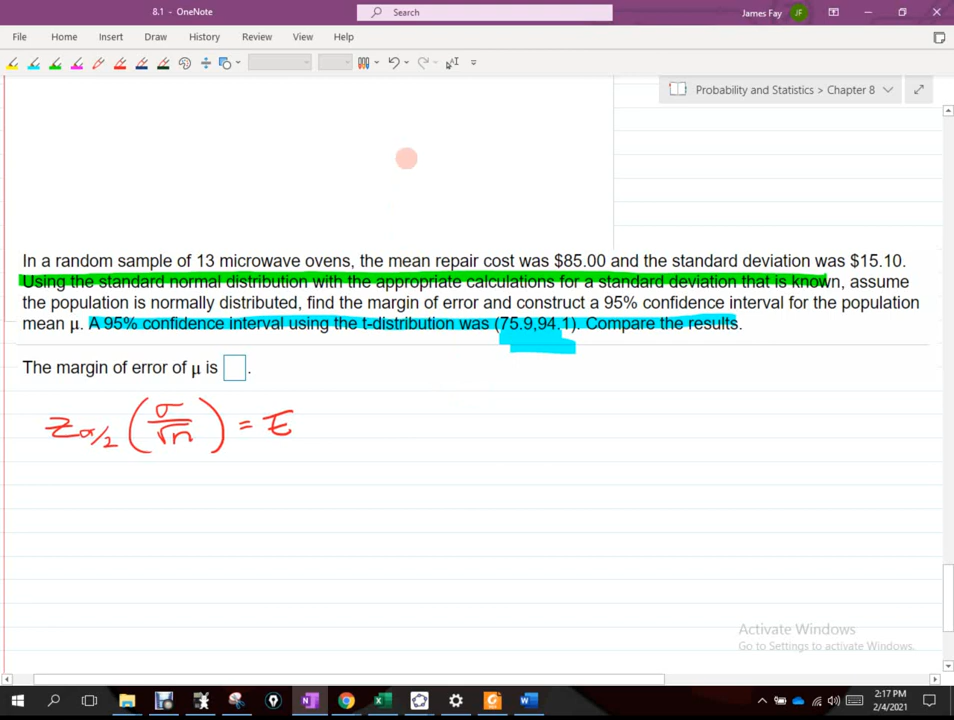 8.1 - OneNote
Search
James Fay
JF
File Home Insert Draw History Review View Help
Probability and Statistics > Chapter 8
In a random sample of 13 microwave ovens, the mean repair cost was $85.00 and the standard deviation was $15.10.
Using the standard normal distribution with the appropriate calculations for a standard deviation that is known, assume
the population is normally distributed, find the margin of error and construct a 95% confidence interval for the population
mean μ. A 95% confidence interval using the t-distribution was (75.9,94.1). Compare the results.
The margin of error of μ is .
Zα/2 (σ/√n) = E
Activate Windows
Go to Settings to activate Windows.
2:17 PM
2/4/2021